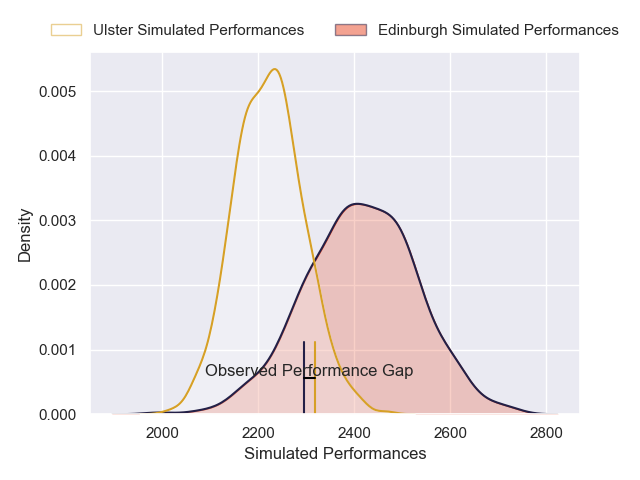 Ulster Simulated Performances
Edinburgh Simulated Performances
0.005
0.004
0.003
0.002
0.001
0.000
Density
Observed Performance Gap
2000 2200 2400 2600 2800
Simulated Performances